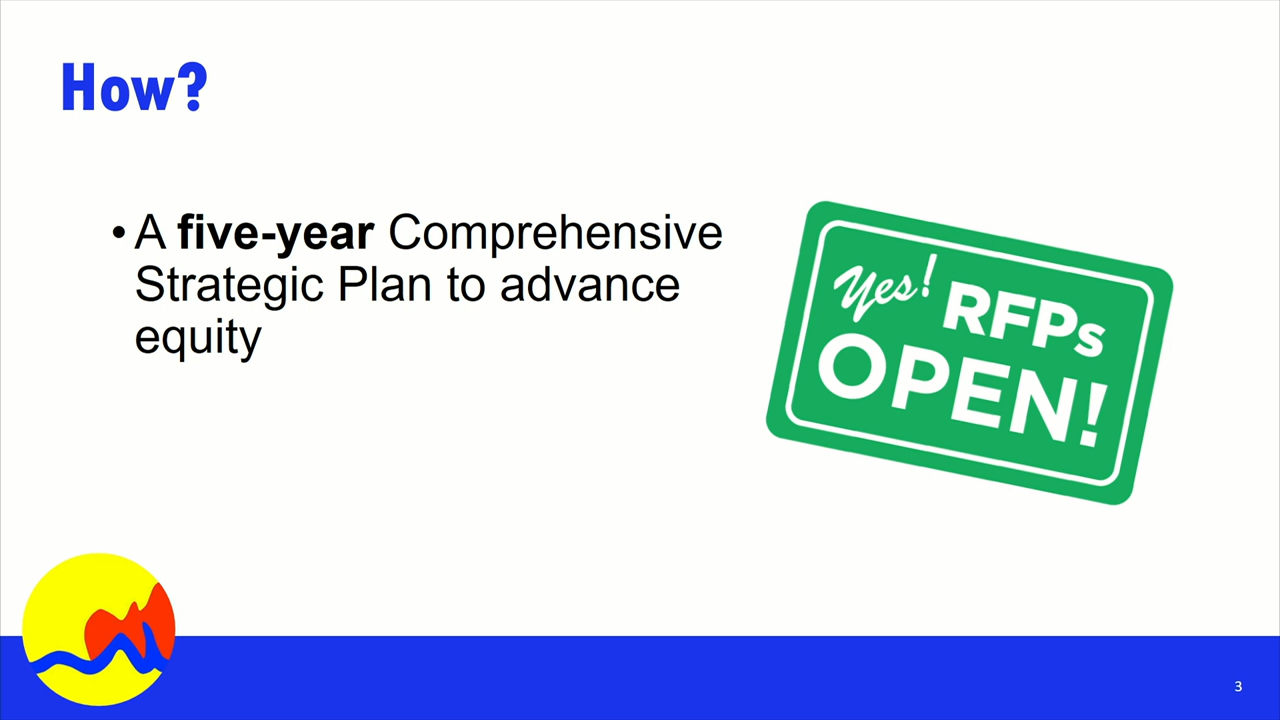 How?
• A five-year Comprehensive
Strategic Plan to advance
equity
Yes! RFPs
OPEN!
3